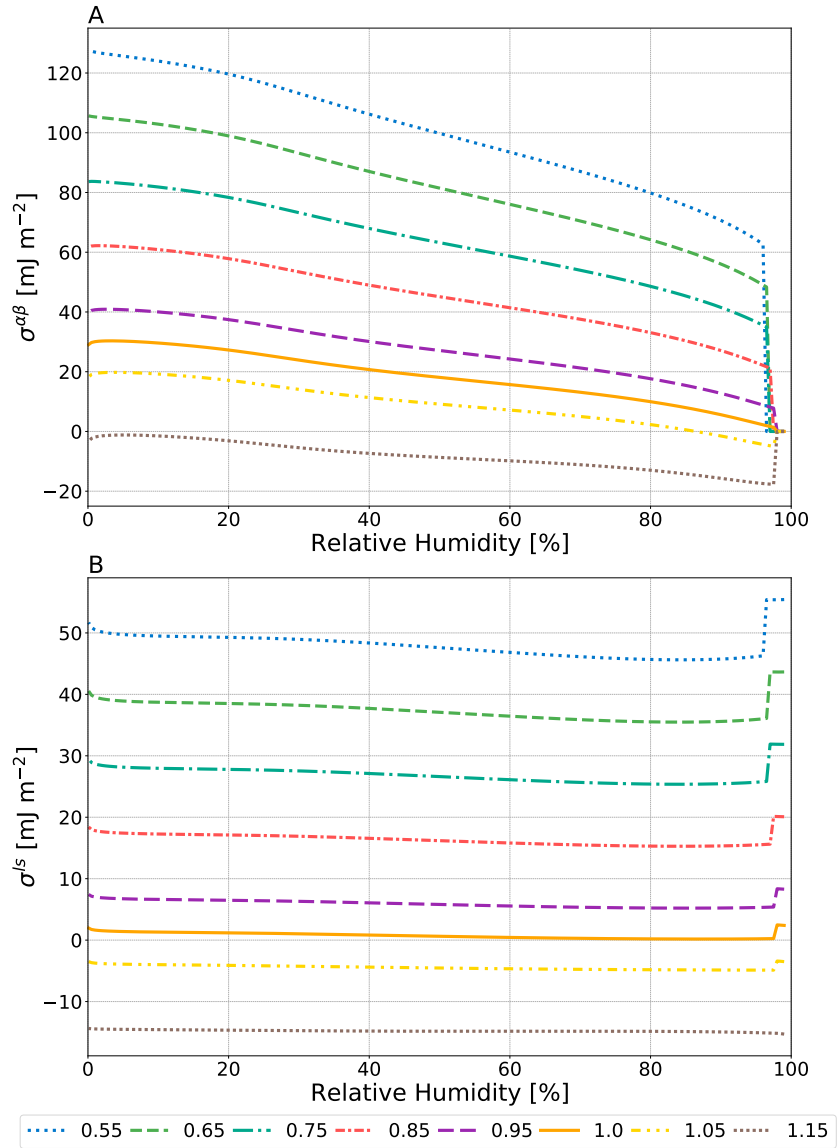 A
120
100
80
60
40
20
0
−20
σ^{αβ} [mJ m⁻²]
0 20 40 60 80 100
Relative Humidity [%]
B
50
40
30
20
10
0
−10
σ^{ls} [mJ m⁻²]
0 20 40 60 80 100
Relative Humidity [%]
0.55 0.65 0.75 0.85 0.95 1.0 1.05 1.15